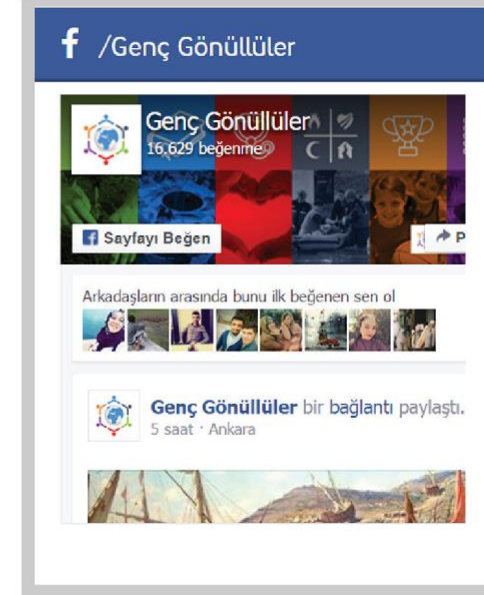 f /Genç Gönüllüler
Genç Gönüllüler
16.629 beğenme
f Sayfayı Beğen
P
Arkadaşların arasında bunu ilk beğenen sen ol
Genç Gönüllüler bir bağlantı paylaştı.
5 saat · Ankara